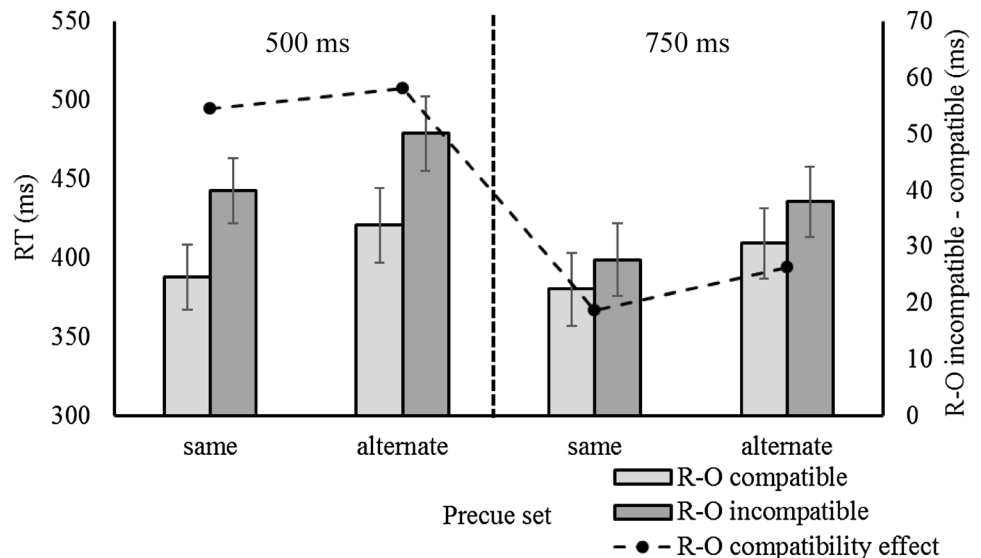 550
500
450
400
350
300
RT (ms)
500 ms
750 ms
70
60
50
40
30
20
10
0
R-O incompatible - compatible (ms)
same
alternate
same
alternate
Precue set
R-O compatible
R-O incompatible
R-O compatibility effect